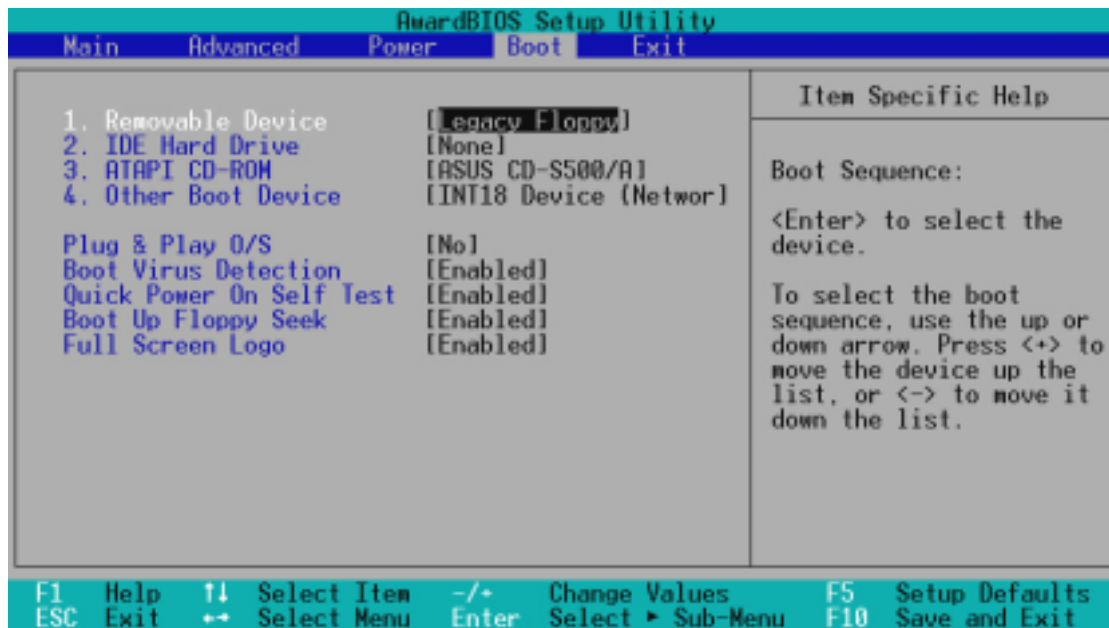 AwardBIOS Setup Utility
Main Advanced Power Boot Exit
1. Removable Device [Legacy Floppy]
2. IDE Hard Drive [None]
3. ATAPI CD-ROM [ASUS CD-S500/A]
4. Other Boot Device [INT18 Device (Networ]
Plug & Play O/S [No]
Boot Virus Detection [Enabled]
Quick Power On Self Test [Enabled]
Boot Up Floppy Seek [Enabled]
Full Screen Logo [Enabled]
Item Specific Help
Boot Sequence:
<Enter> to select the
device.
To select the boot
sequence, use the up or
down arrow. Press <+> to
move the device up the
list, or <-> to move it
down the list.
F1 Help ↑↓ Select Item -/+ Change Values F5 Setup Defaults
ESC Exit ←→ Select Menu Enter Select ► Sub-Menu F10 Save and Exit